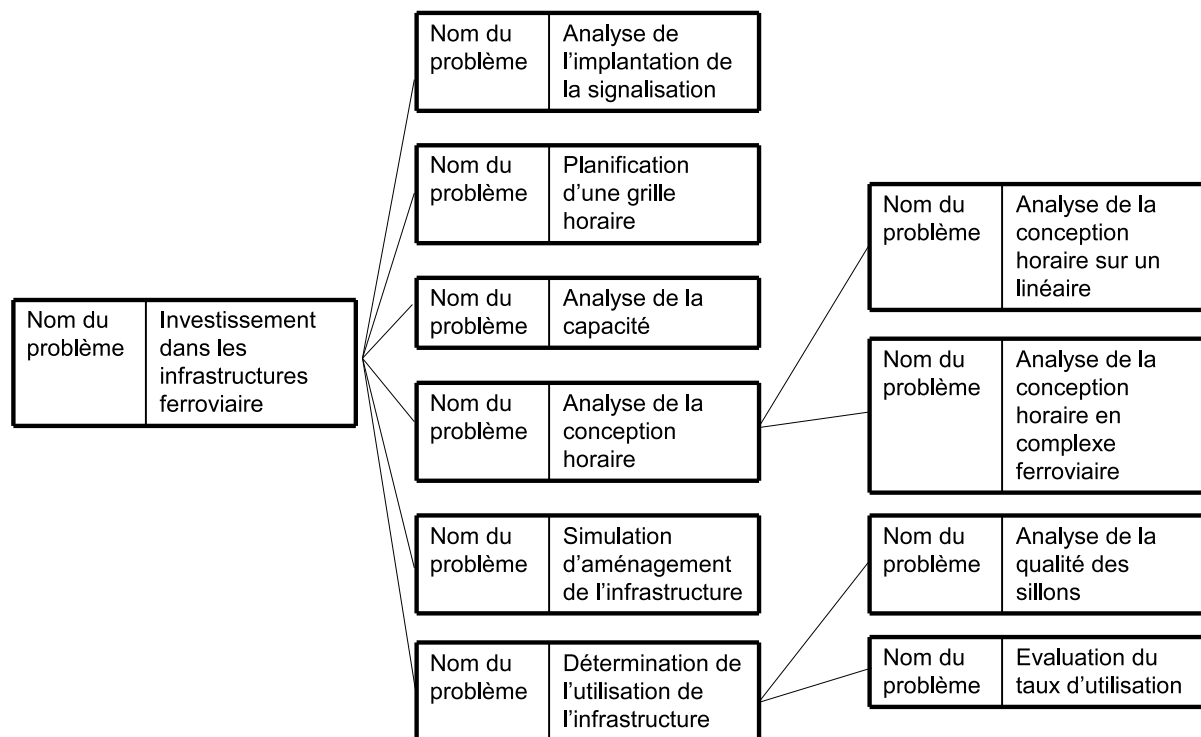 Nom du
problème
Investissement
dans les
infrastructures
ferroviaire
Nom du
problème
Analyse de
l'implantation de
la signalisation
Nom du
problème
Planification
d'une grille
horaire
Nom du
problème
Analyse de la
capacité
Nom du
problème
Analyse de la
conception
horaire
Nom du
problème
Simulation
d'aménagement
de l'infrastructure
Nom du
problème
Détermination de
l'utilisation de
l'infrastructure
Nom du
problème
Analyse de la
conception
horaire sur un
linéaire
Nom du
problème
Analyse de la
conception
horaire en
complexe
ferroviaire
Nom du
problème
Analyse de la
qualité des
sillons
Nom du
problème
Evaluation du
taux d'utilisation